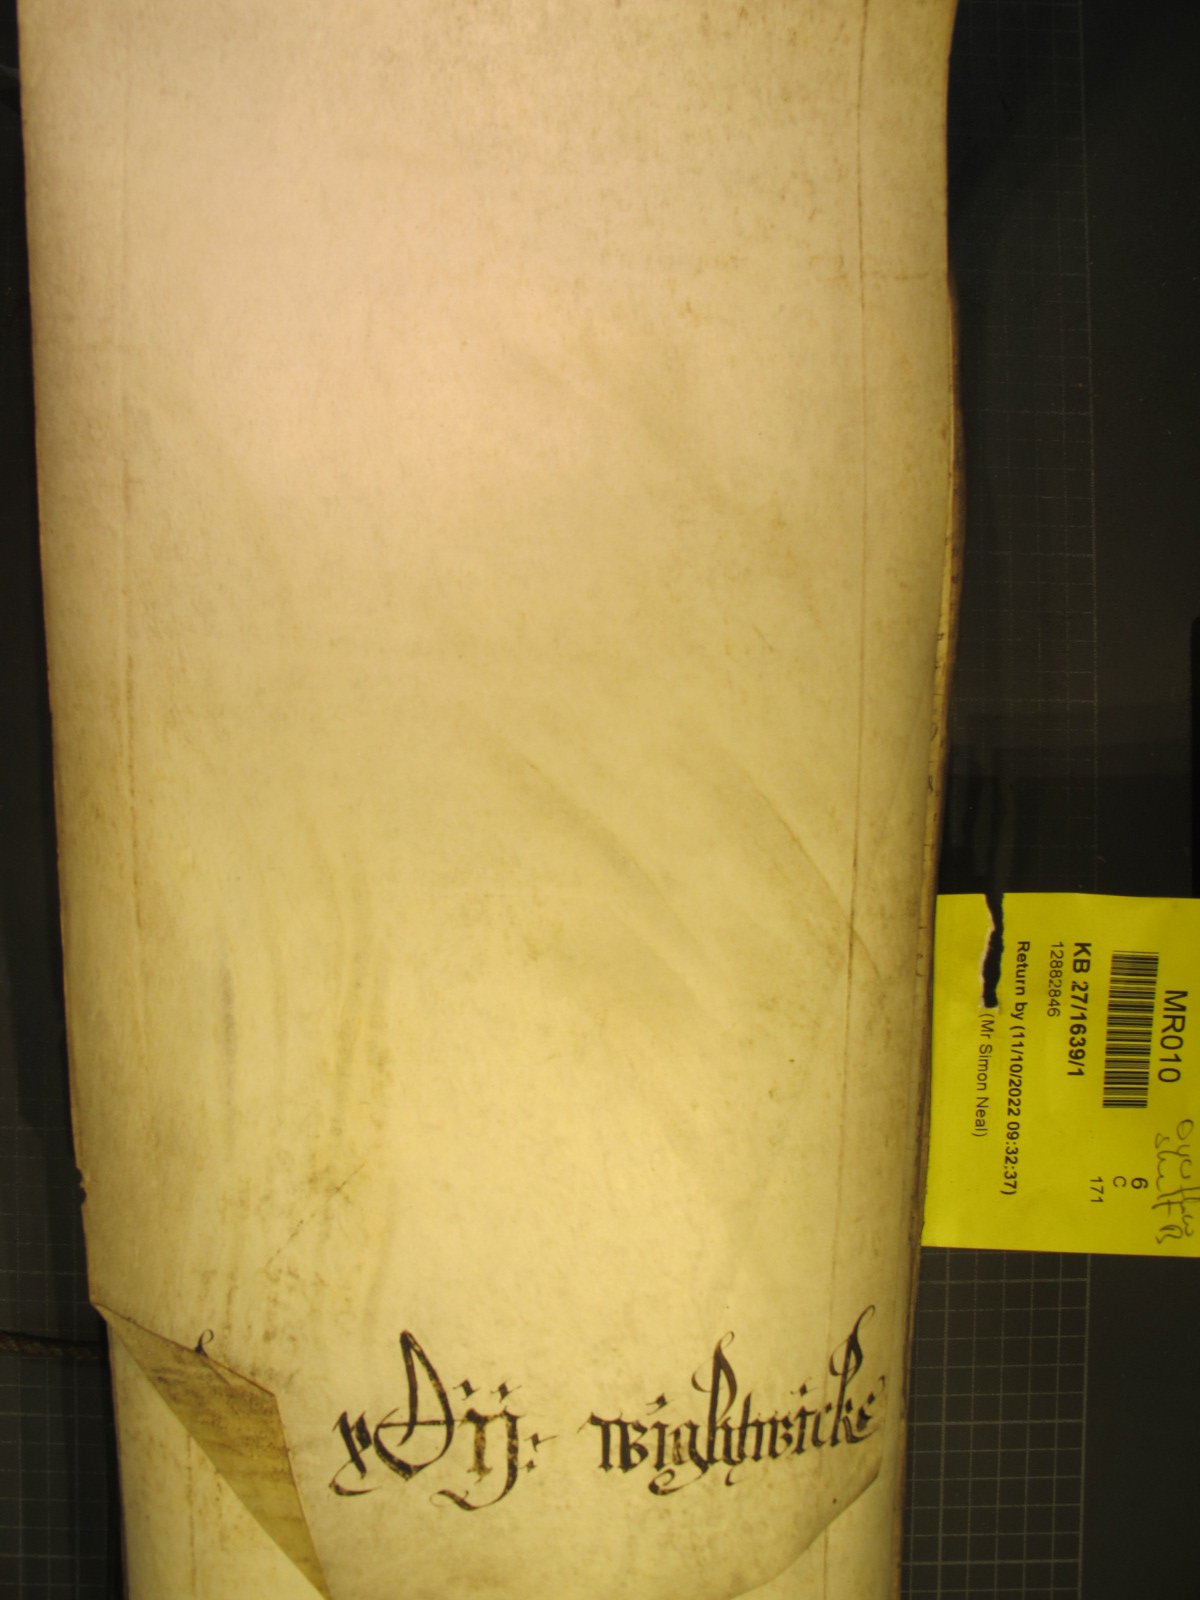 xvij: wightwicke
MR010
KB 27/1639/1
12882846
Return by (11/10/2022 09:32:37)
(Mr Simon Neal)
6
C
171